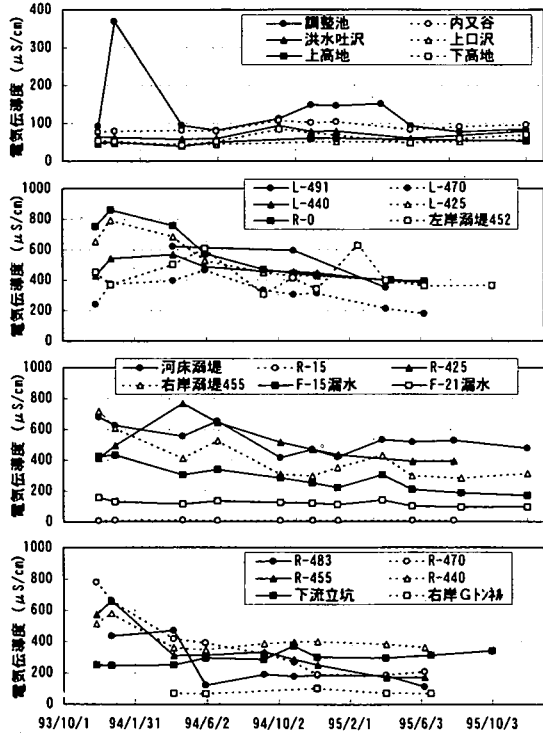 電気伝導度 (μS/cm)
400
300
200
100
0
調整池
内又谷
洪水吐沢
上口沢
上高地
下高地
電気伝導度 (μS/cm)
1000
800
600
400
200
0
L-491
L-470
L-440
L-425
R-0
左岸溺堤452
電気伝導度 (μS/cm)
1000
800
600
400
200
0
河床溺堤
R-15
R-425
右岸溺堤455
F-15漏水
F-21漏水
電気伝導度 (μS/cm)
1000
800
600
400
200
0
R-483
R-470
R-455
R-440
下流立坑
右岸Gトンネル
93/10/1 94/1/31 94/6/2 94/10/2 95/2/1 95/6/3 95/10/3